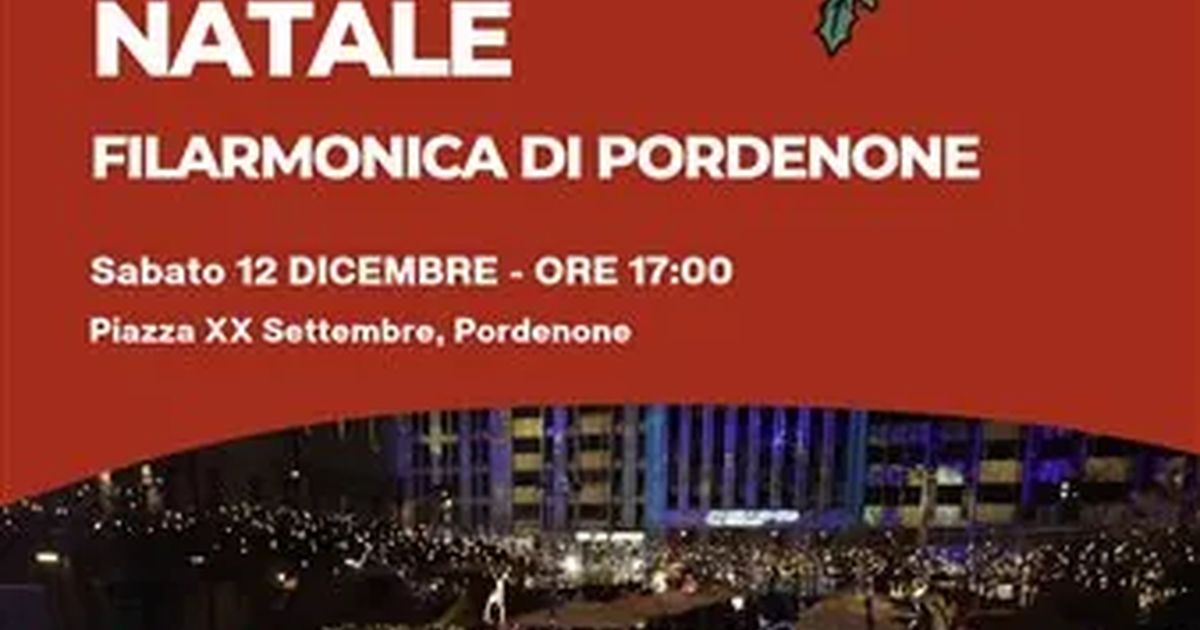 NATALE
FILARMONICA DI PORDENONE
Sabato 12 DICEMBRE - ORE 17:00
Piazza XX Settembre, Pordenone